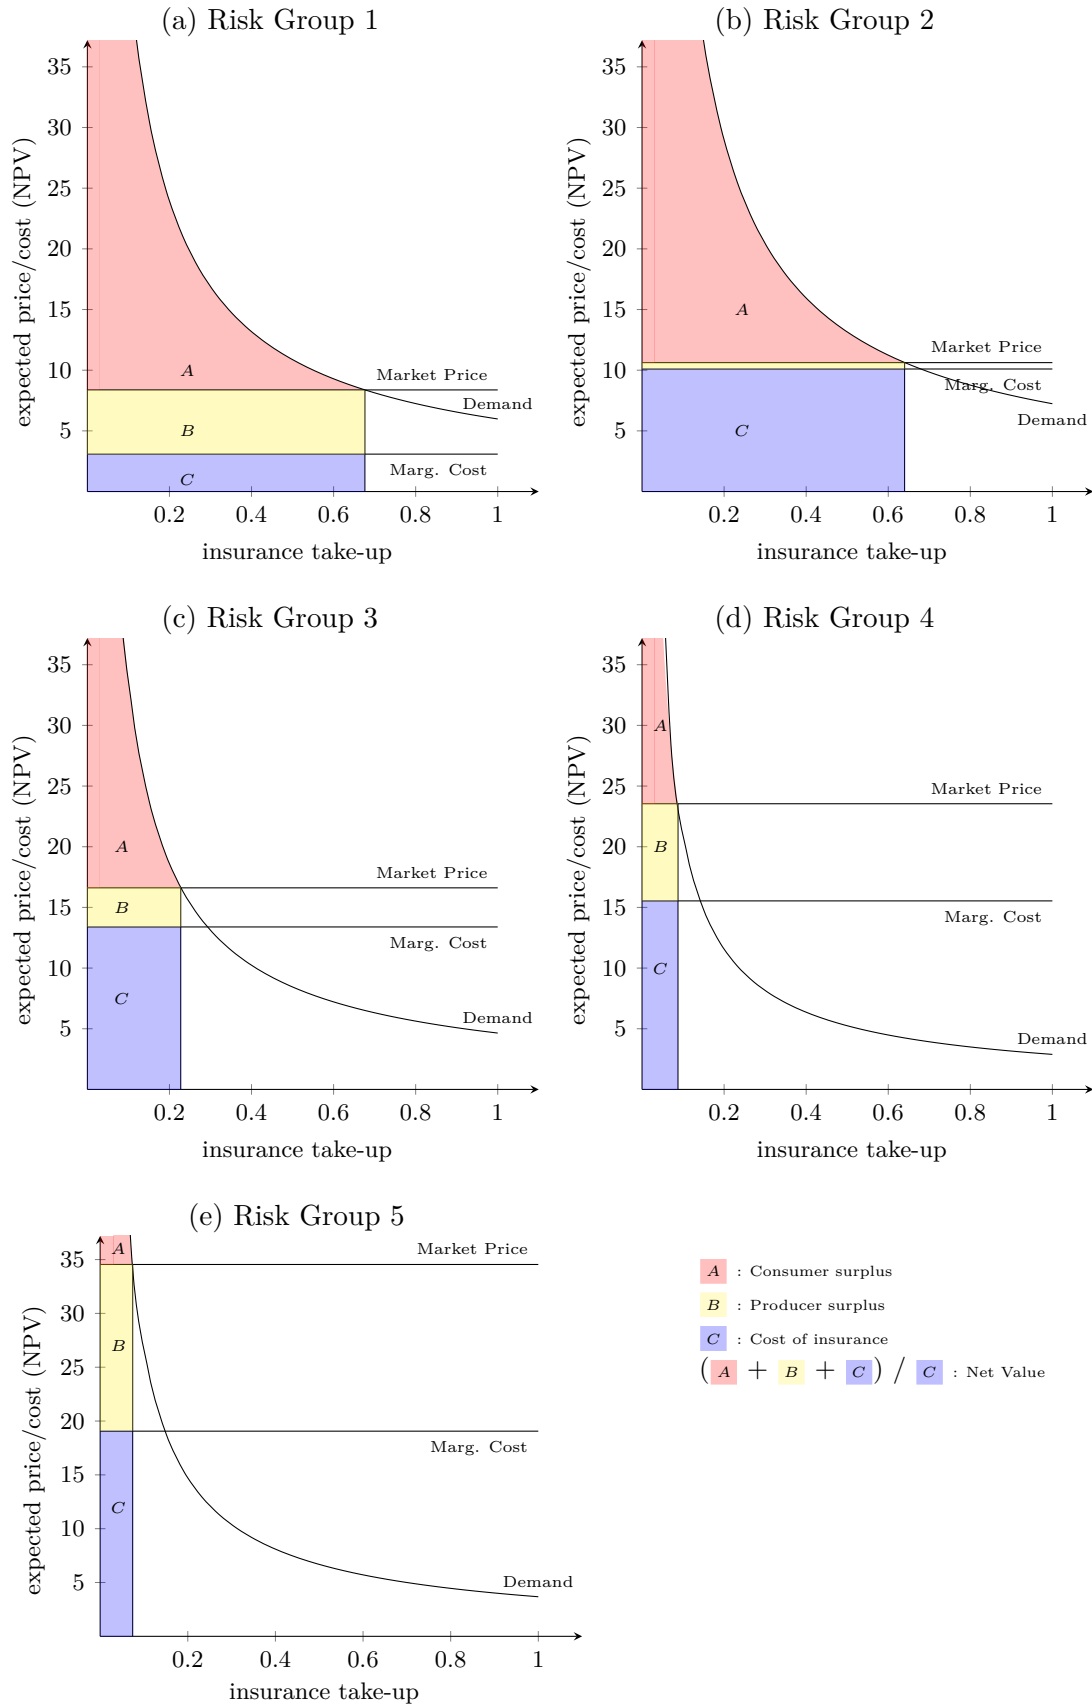 (a) Risk Group 1
expected price/cost (NPV)
35
30
25
20
15
10
5
A
B
C
Market Price
Demand
Marg. Cost
0.2 0.4 0.6 0.8 1
insurance take-up
(b) Risk Group 2
expected price/cost (NPV)
35
30
25
20
15
10
5
A
C
Market Price
Marg. Cost
Demand
0.2 0.4 0.6 0.8 1
insurance take-up
(c) Risk Group 3
expected price/cost (NPV)
35
30
25
20
15
10
5
A
B
C
Market Price
Marg. Cost
Demand
0.2 0.4 0.6 0.8 1
insurance take-up
(d) Risk Group 4
expected price/cost (NPV)
35
30
25
20
15
10
5
A
B
C
Market Price
Marg. Cost
Demand
0.2 0.4 0.6 0.8 1
insurance take-up
(e) Risk Group 5
expected price/cost (NPV)
35
30
25
20
15
10
5
A
B
C
Market Price
Marg. Cost
Demand
0.2 0.4 0.6 0.8 1
insurance take-up
A : Consumer surplus
B : Producer surplus
C : Cost of insurance
(A + B + C) / C : Net Value